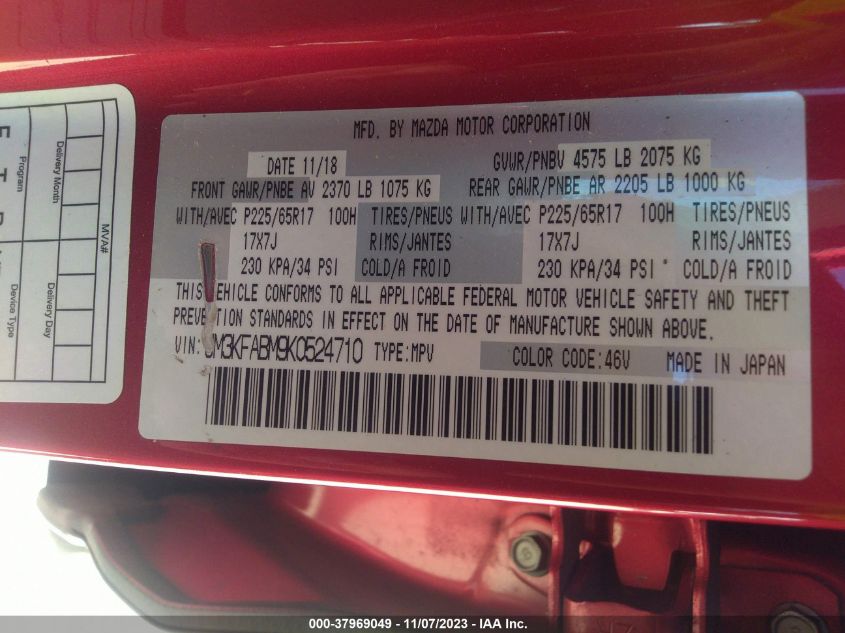 MFD. BY MAZDA MOTOR CORPORATION
DATE 11/18 GVWR/PNBV 4575 LB 2075 KG
FRONT GAWR/PNBE AV 2370 LB 1075 KG REAR GAWR/PNBE AR 2205 LB 1000 KG
WITH/AVEC P225/65R17 100H TIRES/PNEUS WITH/AVEC P225/65R17 100H TIRES/PNEUS
17X7J RIMS/JANTES 17X7J RIMS/JANTES
230 KPA/34 PSI COLD/A FROID 230 KPA/34 PSI COLD/A FROID
THIS VEHICLE CONFORMS TO ALL APPLICABLE FEDERAL MOTOR VEHICLE SAFETY AND THEFT
PREVENTION STANDARDS IN EFFECT ON THE DATE OF MANUFACTURE SHOWN ABOVE.
VIN: JM3KFABM9K0524710 TYPE:MPV COLOR CODE:46V MADE IN JAPAN
MVA#
Delivery Month
Delivery Day
Program
Device Type
000-37969049 - 11/07/2023 - IAA Inc.